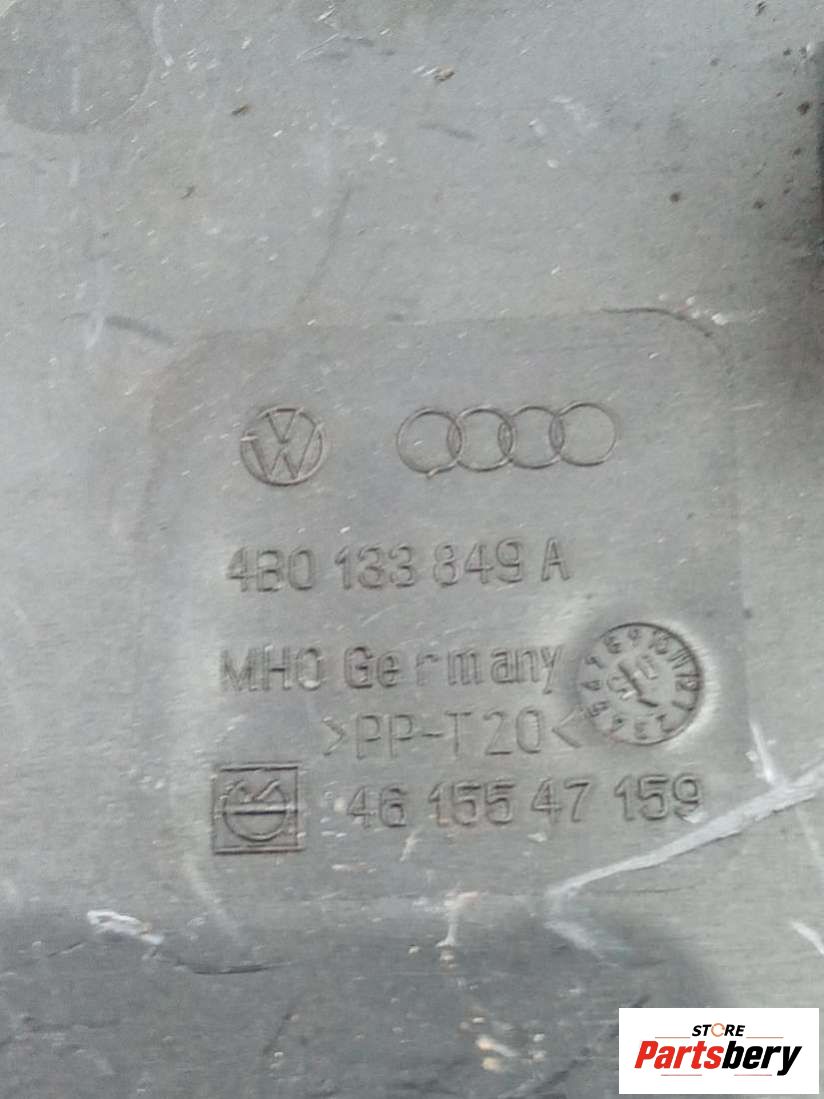 4B0 133 849 A
MHO Germany
>PP-T20<
46 155 47 159
STORE
Partsbery